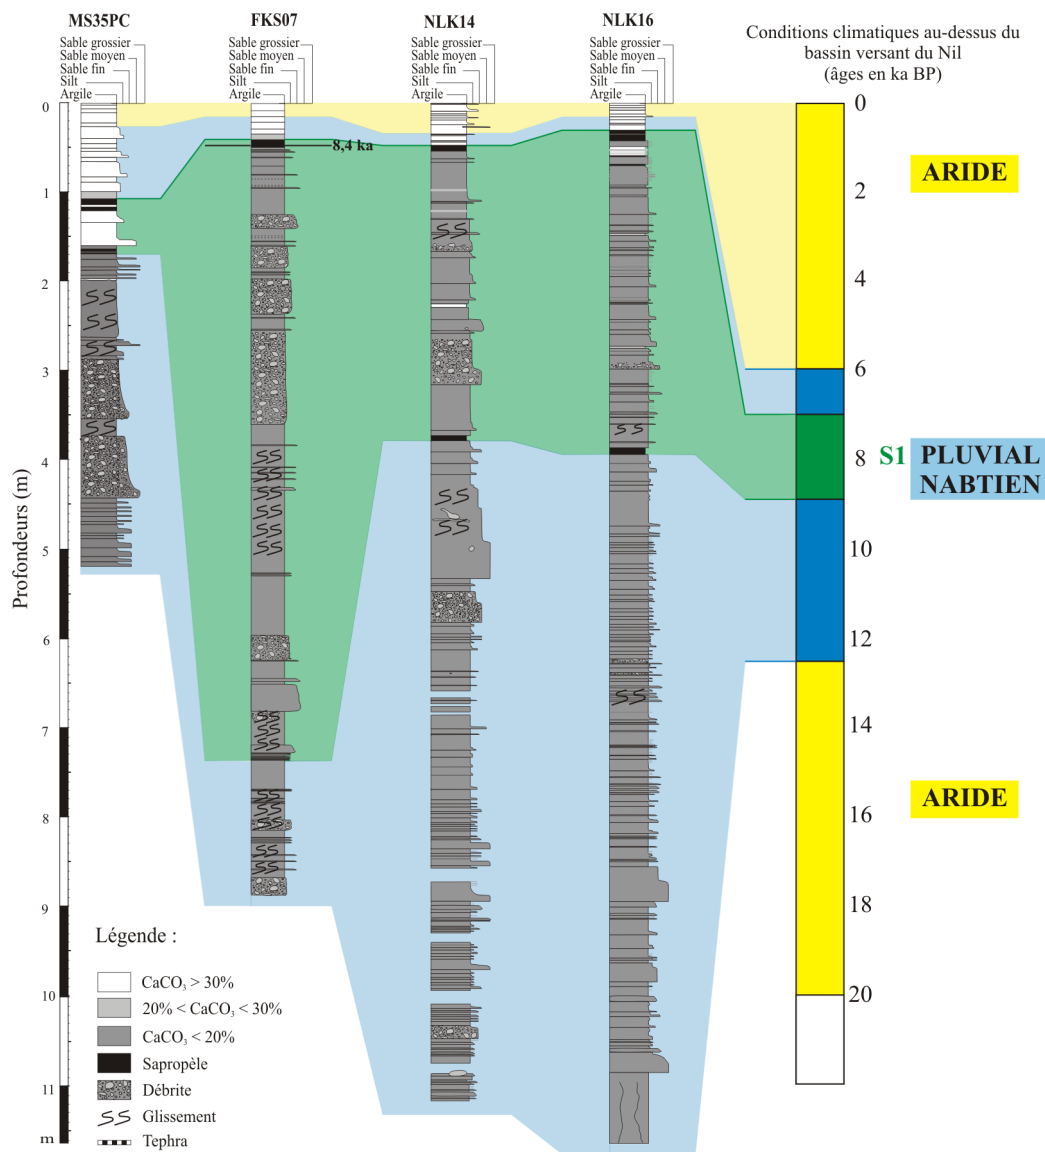 MS35PC
FKS07
NLK14
NLK16
Sable grossier
Sable moyen
Sable fin
Silt
Argile
Sable grossier
Sable moyen
Sable fin
Silt
Argile
Sable grossier
Sable moyen
Sable fin
Silt
Argile
Sable grossier
Sable moyen
Sable fin
Silt
Argile
Conditions climatiques au-dessus du
bassin versant du Nil
(âges en ka BP)
Profondeurs (m)
0
1
2
3
4
5
6
7
8
9
10
11
m
8,4 ka
0
2
4
6
8
10
12
14
16
18
20
ARIDE
S1
PLUVIAL
NABTIEN
ARIDE
Légende :
CaCO₃ > 30%
20% < CaCO₃ < 30%
CaCO₃ < 20%
Sapropèle
Débrite
Glissement
Tephra